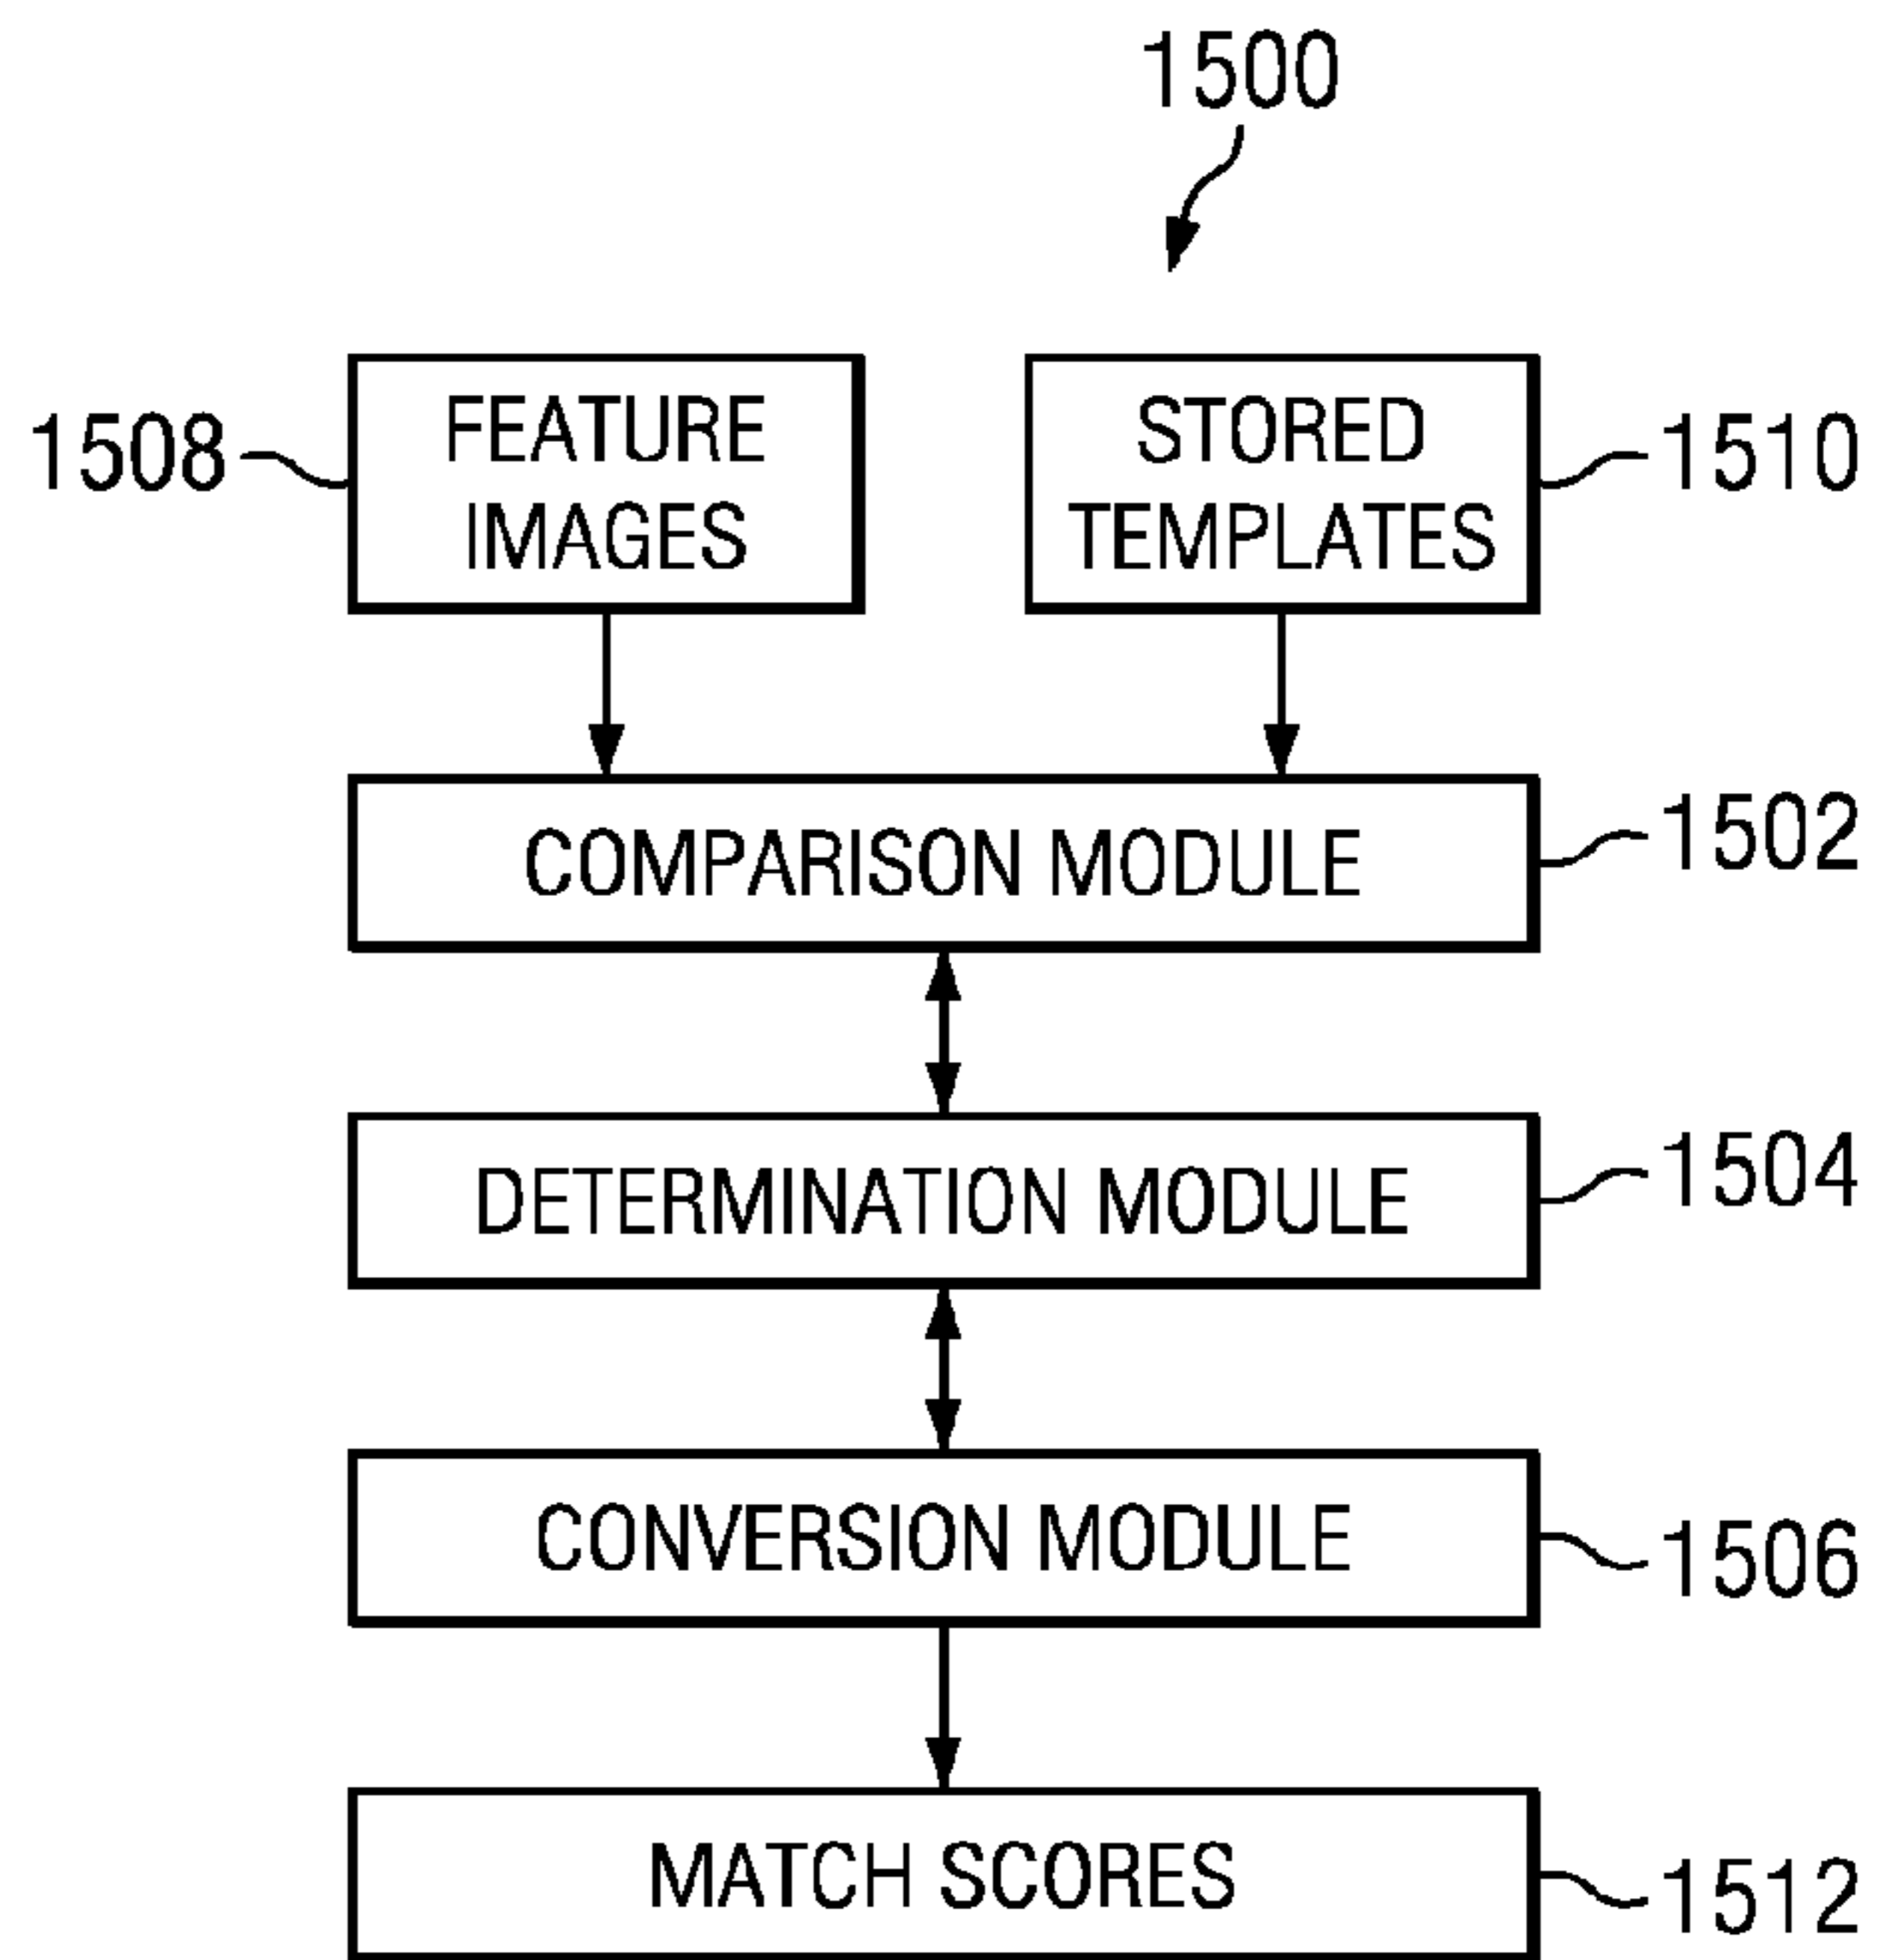 1500
1508
FEATURE
IMAGES
STORED
TEMPLATES
1510
COMPARISON MODULE
1502
DETERMINATION MODULE
1504
CONVERSION MODULE
1506
MATCH SCORES
1512